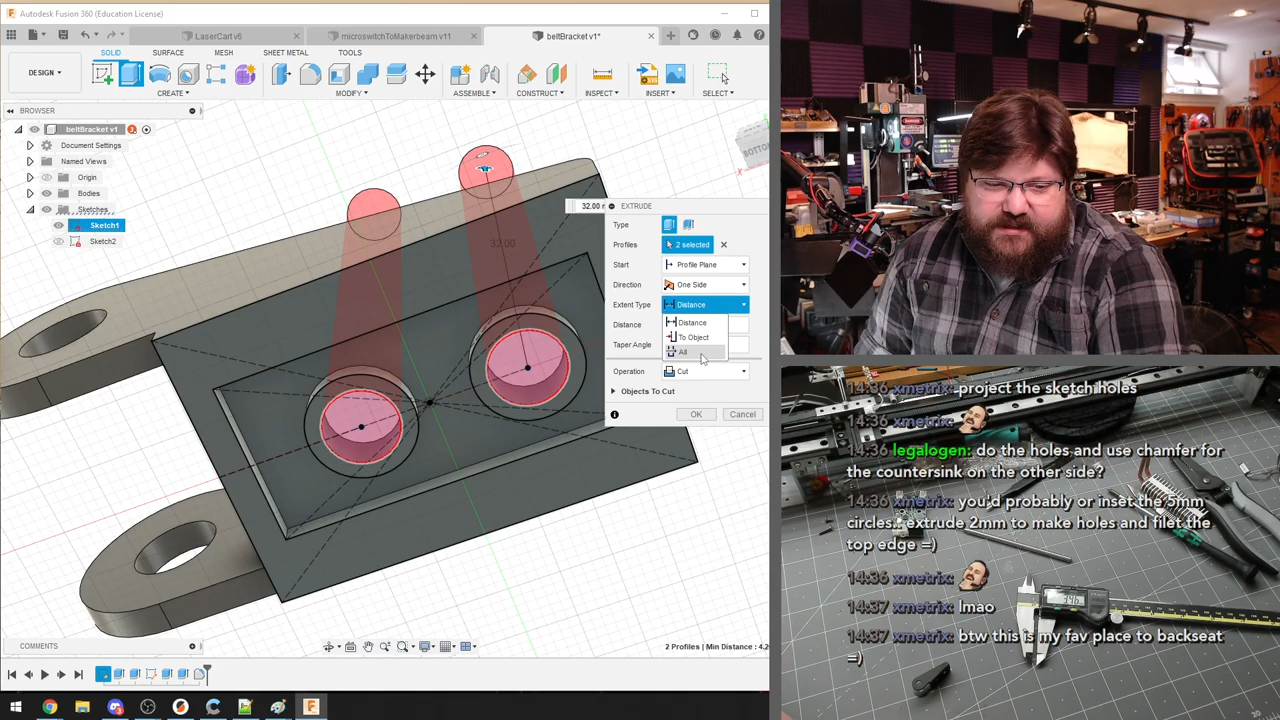 Autodesk Fusion 360 (Education License)
LaserCart v6
microswitchToMakerbeam v11
beltBracket v1*
DESIGN
SOLID
SURFACE
MESH
SHEET METAL
TOOLS
CREATE
MODIFY
ASSEMBLE
CONSTRUCT
INSPECT
INSERT
SELECT
BROWSER
beltBracket v1
Document Settings
Named Views
Origin
Bodies
Sketches
Sketch1
Sketch2
BOTTOM
X
32.00
32.00
EXTRUDE
Type
Profiles
2 selected
Start
Profile Plane
Direction
One Side
Extent Type
Distance
Distance
To Object
All
Distance
Taper Angle
Operation
Cut
Objects To Cut
OK
Cancel
COMMENTS
2 Profiles | Min Distance : 4.2
14:36 xmetrix: project the sketch holes
14:36 xmetrix:
14:36 legalogen: do the holes and use chamfer for
the countersink on the other side?
14:36 xmetrix: you'd probably or inset the 5mm
circles.. extrude 2mm to make holes and filet the
top edge =)
14:36 xmetrix:
14:37 xmetrix: lmao
14:37 xmetrix: btw this is my fav place to backseat
=)